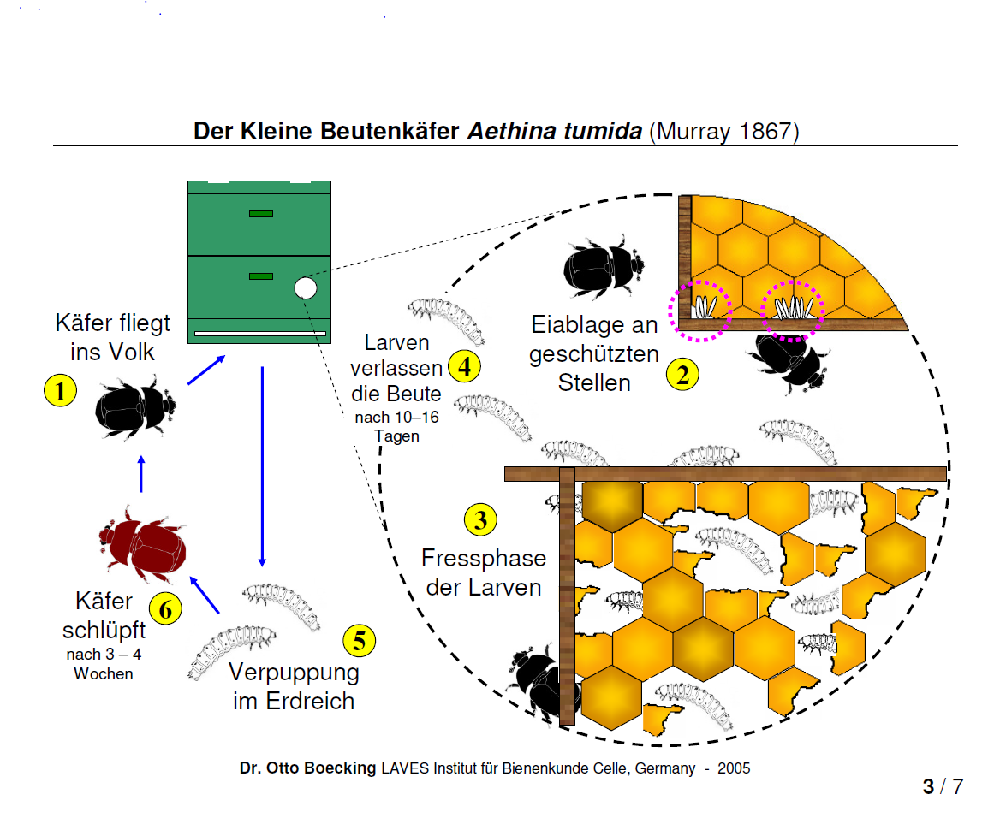 Der Kleine Beutenkäfer Aethina tumida (Murray 1867)
Käfer fliegt
ins Volk
1
Eiablage an
geschützten
Stellen
2
Fressphase
der Larven
3
Larven
verlassen
die Beute
nach 10–16
Tagen
4
Verpuppung
im Erdreich
5
Käfer
schlüpft
nach 3 – 4
Wochen
6
Dr. Otto Boecking LAVES Institut für Bienenkunde Celle, Germany - 2005
3 / 7